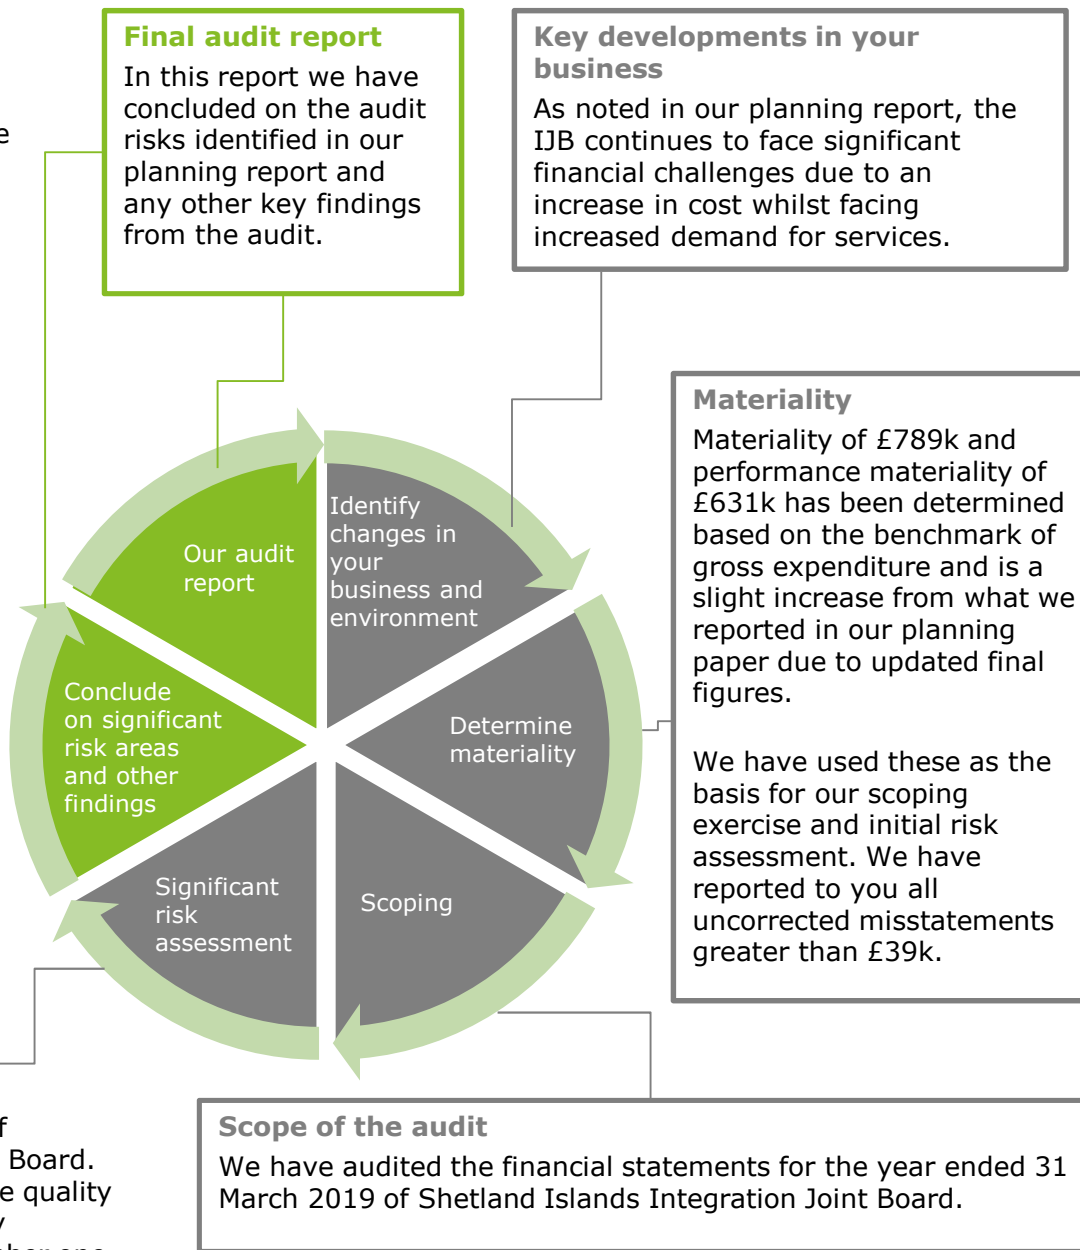 Final audit report
In this report we have
concluded on the audit
risks identified in our
planning report and
any other key findings
from the audit.
Key developments in your
business
As noted in our planning report, the
IJB continues to face significant
financial challenges due to an
increase in cost whilst facing
increased demand for services.
Materiality
Materiality of £789k and
performance materiality of
£631k has been determined
based on the benchmark of
gross expenditure and is a
slight increase from what we
reported in our planning
paper due to updated final
figures.
We have used these as the
basis for our scoping
exercise and initial risk
assessment. We have
reported to you all
uncorrected misstatements
greater than £39k.
Identify
changes in
your
business and
environment
Determine
materiality
Scoping
Significant
risk
assessment
Conclude
on significant
risk areas
and other
findings
Our audit
report
Board.
quality
Scope of the audit
We have audited the financial statements for the year ended 31
March 2019 of Shetland Islands Integration Joint Board.